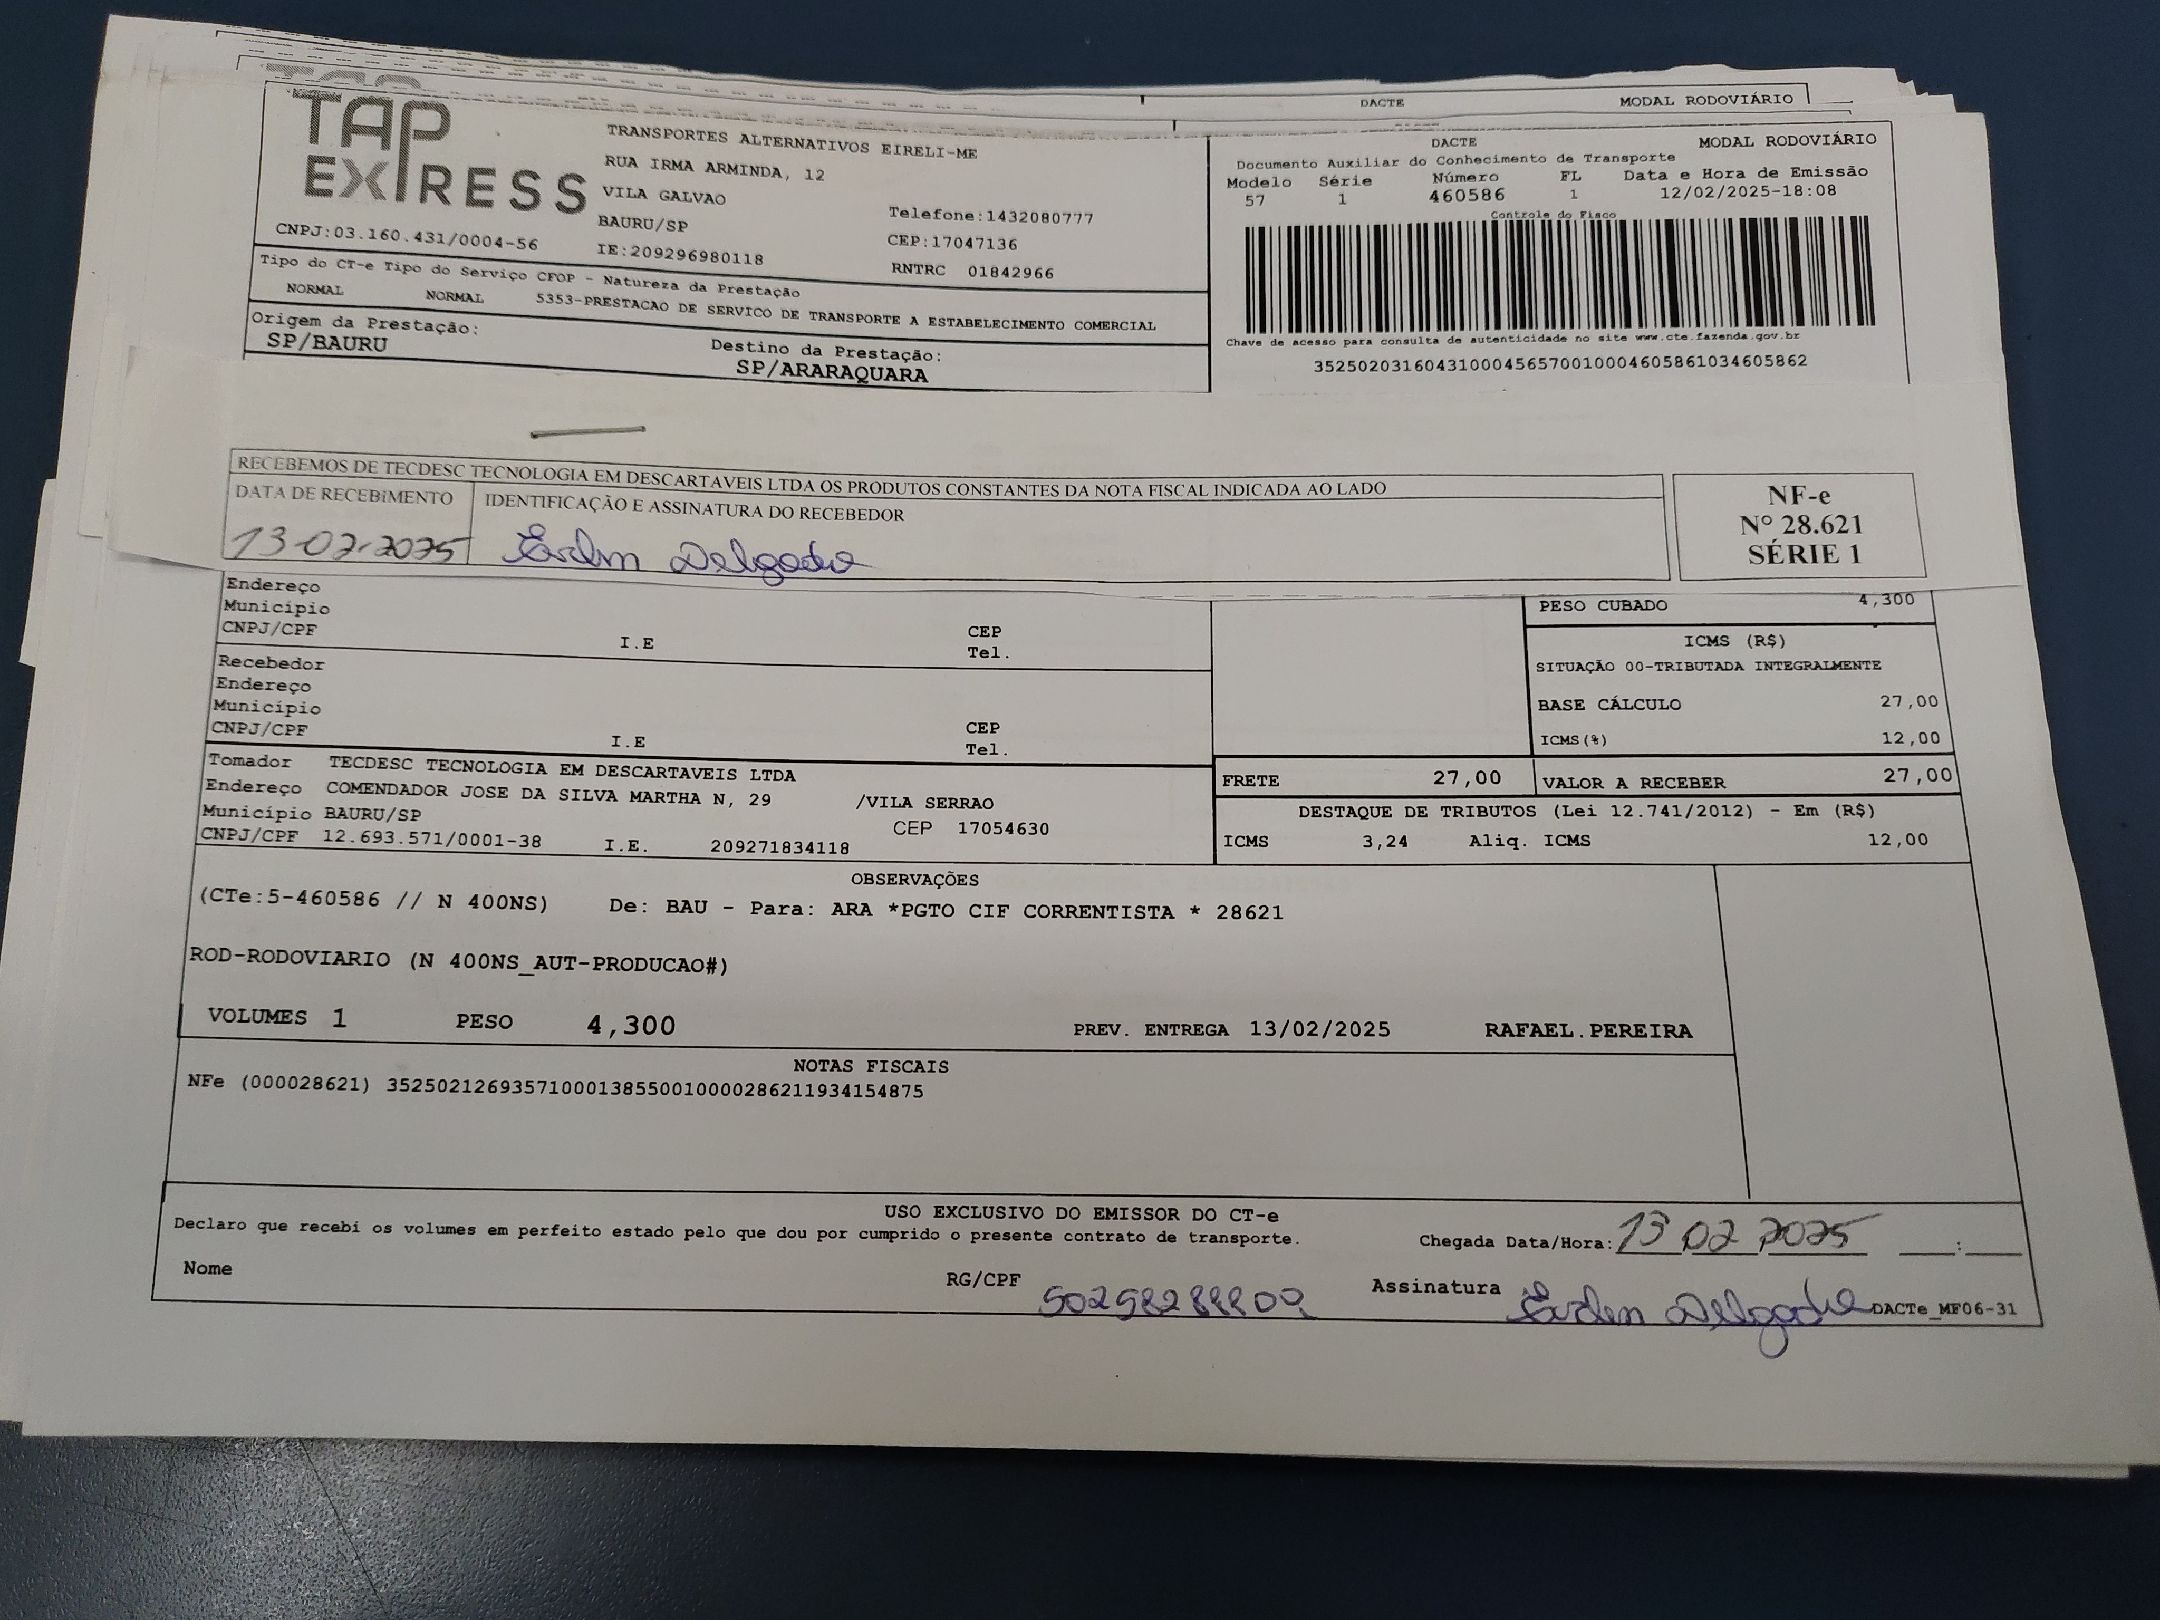 DACTE MODAL RODOVIÁRIO
TAP EXPRESS
TRANSPORTES ALTERNATIVOS EIRELI-ME
RUA IRMA ARMINDA, 12
VILA GALVAO
BAURU/SP Telefone:1432080777
CEP:17047136
CNPJ:03.160.431/0004-56 IE:209296980118 RNTRC 01842966
DACTE MODAL RODOVIÁRIO
Documento Auxiliar do Conhecimento de Transporte
Modelo Série Número FL Data e Hora de Emissão
57 1 460586 1 12/02/2025-18:08
Controle do Fisco
Chave de acesso para consulta de autenticidade no site www.cte.fazenda.gov.br
35250203160431000456570010004605861034605862
Tipo do CT-e Tipo do Serviço CFOP - Natureza da Prestação
NORMAL NORMAL 5353-PRESTACAO DE SERVICO DE TRANSPORTE A ESTABELECIMENTO COMERCIAL
Origem da Prestação: Destino da Prestação:
SP/BAURU SP/ARARAQUARA
RECEBEMOS DE TECDESC TECNOLOGIA EM DESCARTAVEIS LTDA OS PRODUTOS CONSTANTES DA NOTA FISCAL INDICADA AO LADO
DATA DE RECEBIMENTO IDENTIFICAÇÃO E ASSINATURA DO RECEBEDOR
13-02-2025 Delgado
NF-e
Nº 28.621
SÉRIE 1
Endereço
Município
CNPJ/CPF I.E CEP
Tel.
Recebedor
Endereço
Município
CNPJ/CPF I.E CEP
Tel.
PESO CUBADO 4,300
ICMS (R$)
SITUAÇÃO 00-TRIBUTADA INTEGRALMENTE
BASE CÁLCULO 27,00
ICMS(%) 12,00
Tomador TECDESC TECNOLOGIA EM DESCARTAVEIS LTDA
Endereço COMENDADOR JOSE DA SILVA MARTHA N, 29 /VILA SERRAO
Município BAURU/SP CEP 17054630
CNPJ/CPF 12.693.571/0001-38 I.E. 209271834118
FRETE 27,00 VALOR A RECEBER 27,00
DESTAQUE DE TRIBUTOS (Lei 12.741/2012) - Em (R$)
ICMS 3,24 Aliq. ICMS 12,00
OBSERVAÇÕES
(CTe:5-460586 // N 400NS) De: BAU - Para: ARA *PGTO CIF CORRENTISTA * 28621
ROD-RODOVIARIO (N 400NS_AUT-PRODUCAO#)
VOLUMES 1 PESO 4,300 PREV. ENTREGA 13/02/2025 RAFAEL.PEREIRA
NOTAS FISCAIS
NFe (000028621) 35250212693571000138550010000286211934154875
USO EXCLUSIVO DO EMISSOR DO CT-e
Declaro que recebi os volumes em perfeito estado pelo que dou por cumprido o presente contrato de transporte.
Chegada Data/Hora: 13 02 2025 :
Nome RG/CPF Assinatura Delgado DACTe_MF06-31